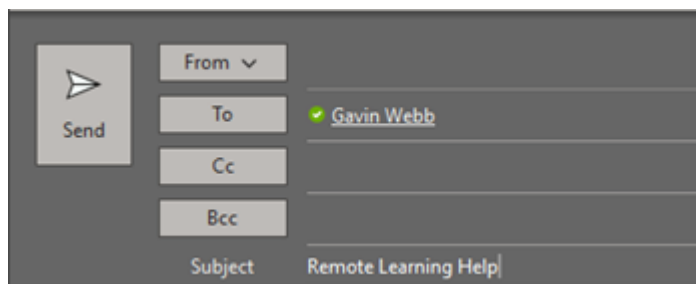 From
To Gavin Webb
Send
Cc
Bcc
Subject Remote Learning Help